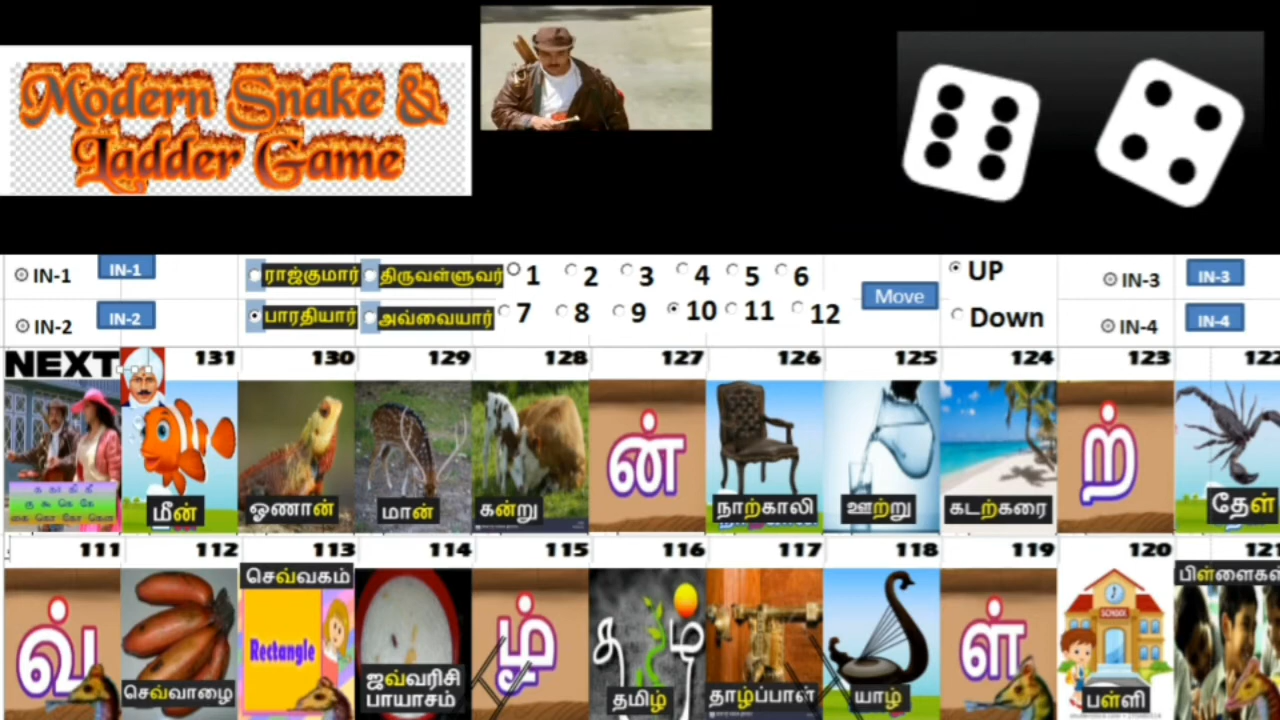 Modern Snake &
Ladder Game
IN-1 IN-1 ராஜ்குமார் திருவள்ளுவர் 1 2 3 4 5 6 Move UP IN-3 IN-3
IN-2 IN-2 பாரதியார் அவ்வையார் 7 8 9 10 11 12 Down IN-4 IN-4
NEXT 131 130 129 128 127 126 125 124 123 122
ன் ற்
மீன் ஓணான் மான் கன்று நாற்காலி ஊற்று கடற்கரை தேள்
111 112 113 114 115 116 117 118 119 120 121
செவ்வகம் பிள்ளைகள்
வ் Rectangle ழ் ள் SCHOOL
செவ்வாழை ஜவ்வரிசி பாயாசம் தமிழ் தாழ்ப்பாள் யாழ் பள்ளி